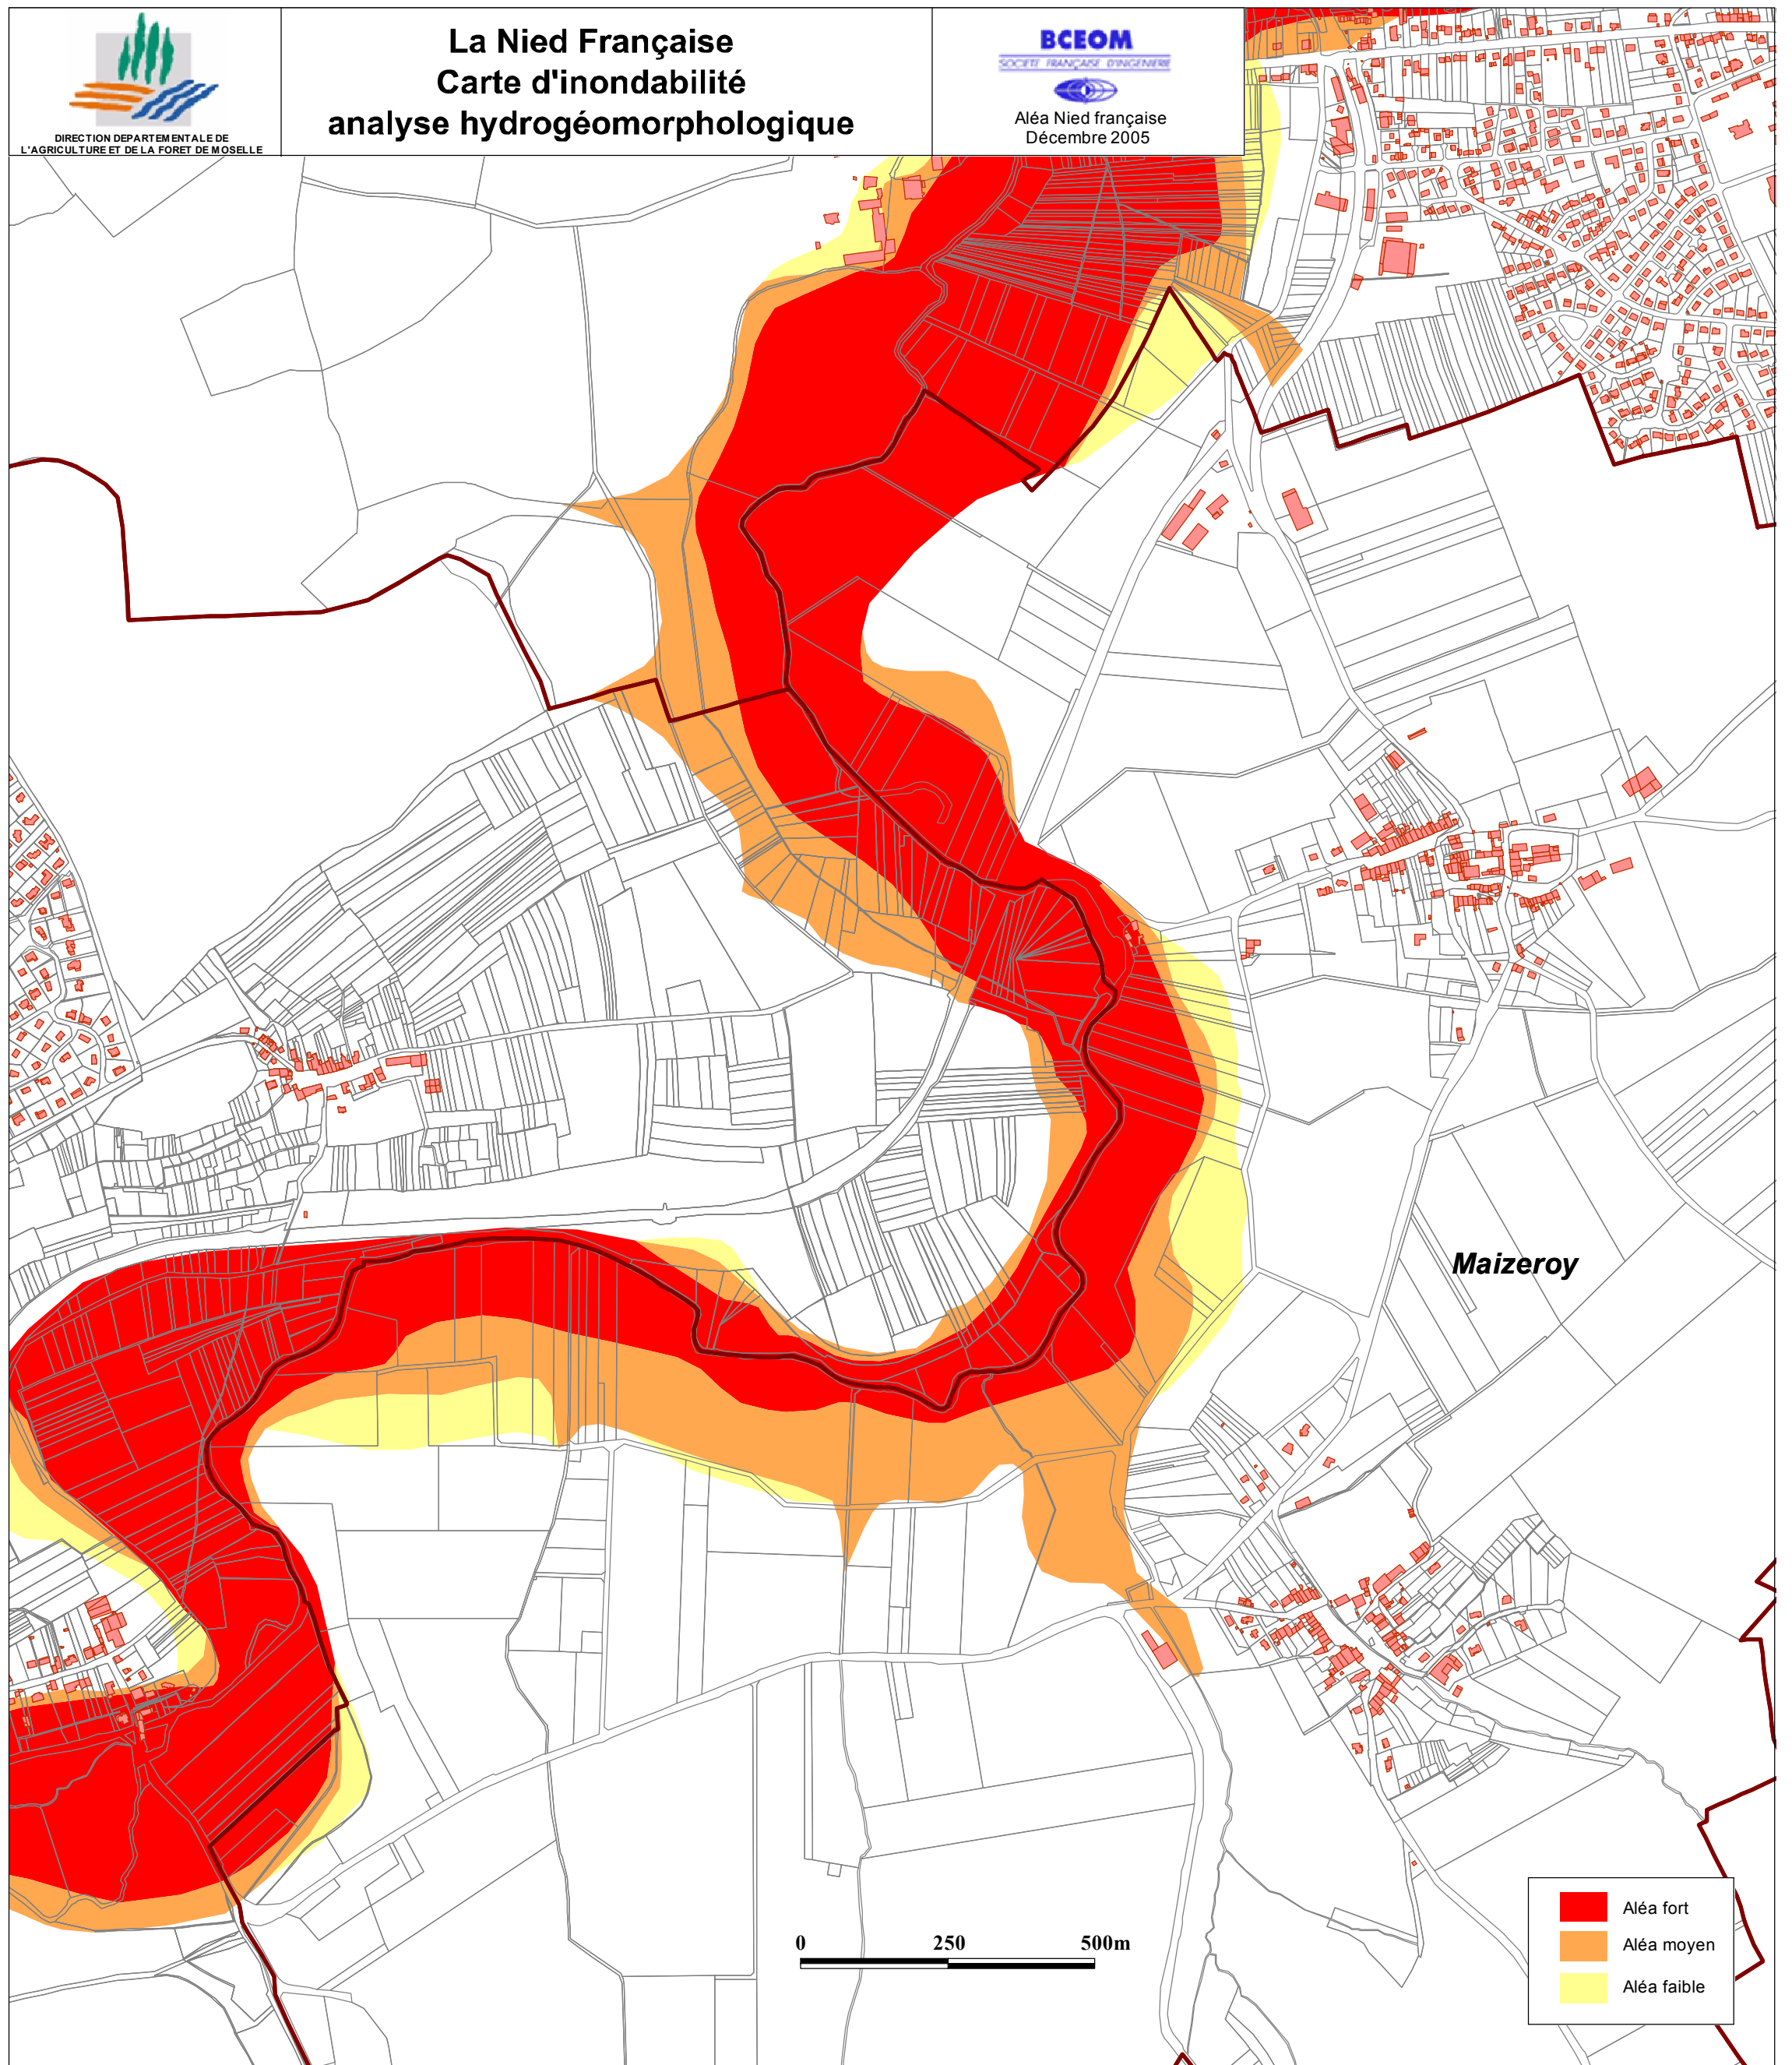 DIRECTION DEPARTEMENTALE DE
L'AGRICULTURE ET DE LA FORET DE MOSELLE
La Nied Française
Carte d'inondabilité
analyse hydrogéomorphologique
BCEOM
SOCIETE FRANÇAISE D'INGENIERIE
Aléa Nied française
Décembre 2005
Maizeroy
0 250 500m
Aléa fort
Aléa moyen
Aléa faible